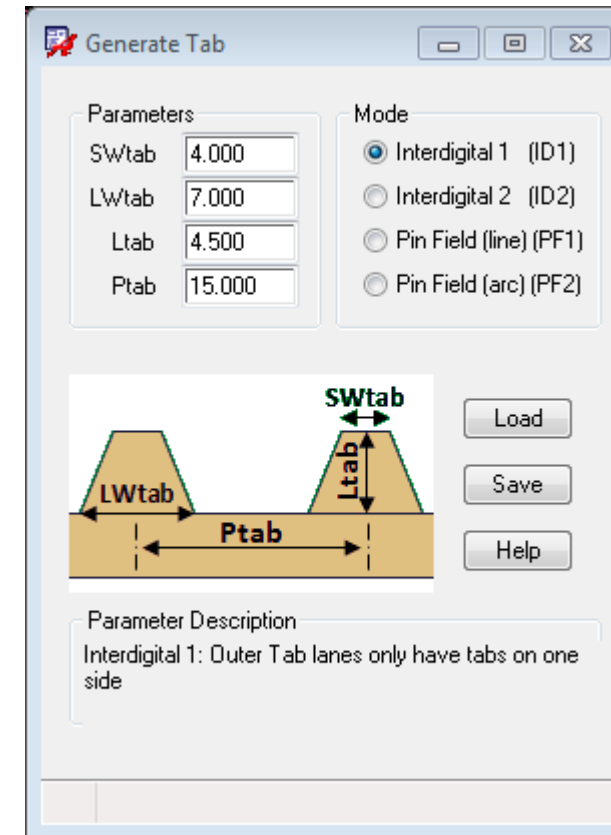 Generate Tab
Parameters
SWtab 4.000
LWtab 7.000
Ltab 4.500
Ptab 15.000
Mode
Interdigital 1 (ID1)
Interdigital 2 (ID2)
Pin Field (line) (PF1)
Pin Field (arc) (PF2)
SWtab
Ltab
LWtab
Ptab
Load
Save
Help
Parameter Description
Interdigital 1: Outer Tab lanes only have tabs on one
side